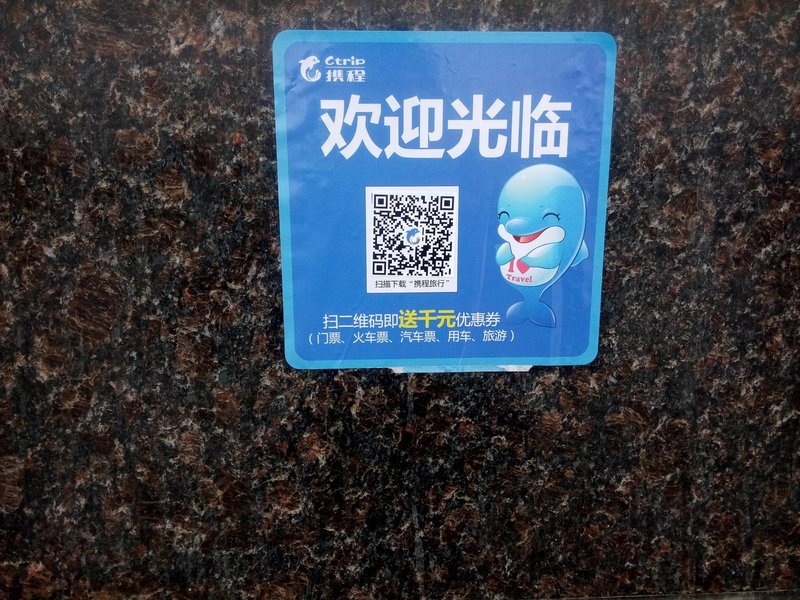 Ctrip
携程
欢迎光临
扫描下载“携程旅行”
I
Travel
扫二维码即送千元优惠券
（门票、火车票、汽车票、用车、旅游）